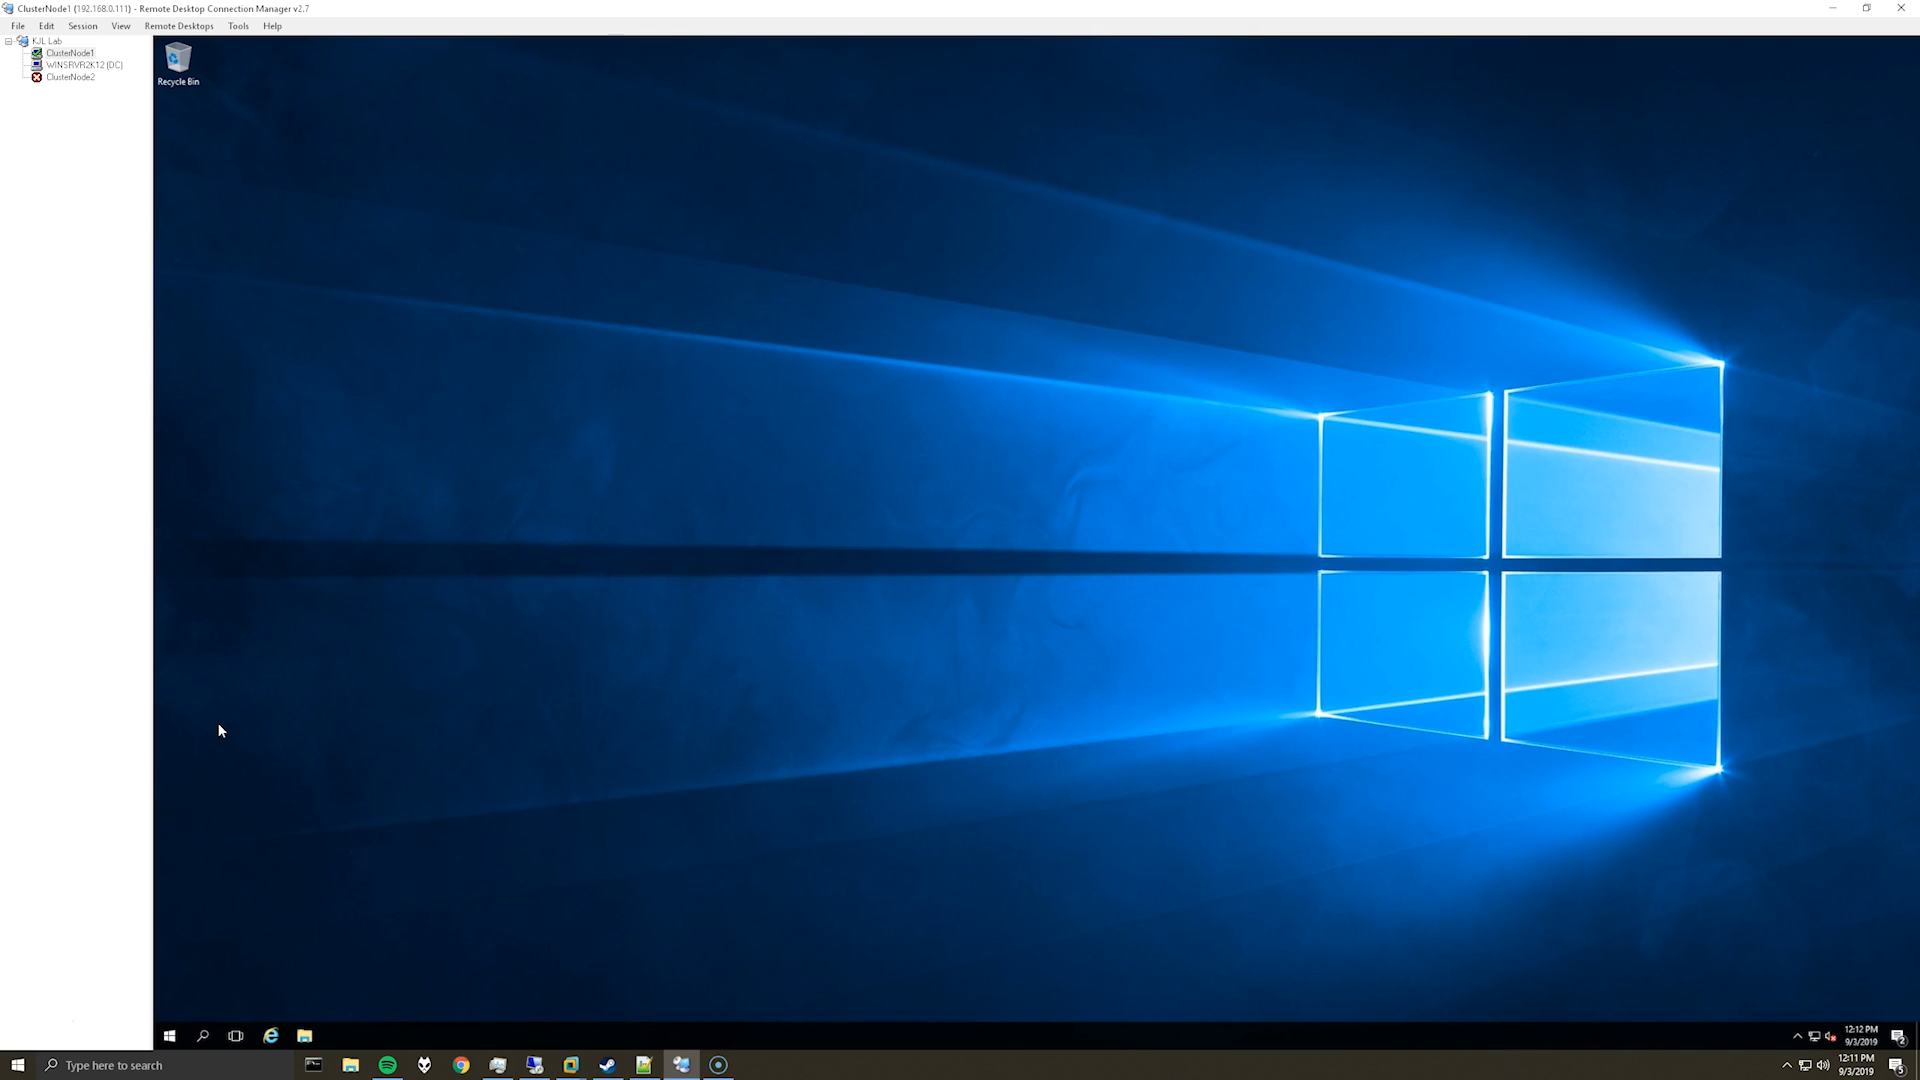 ClusterNode1 (192.168.0.111) - Remote Desktop Connection Manager v2.7
File Edit Session View Remote Desktops Tools Help
KJL Lab
ClusterNode1
WINSRVR2K12 (DC)
ClusterNode2
Recycle Bin
12:12 PM
9/3/2019
2
Type here to search
12:11 PM
9/3/2019
5